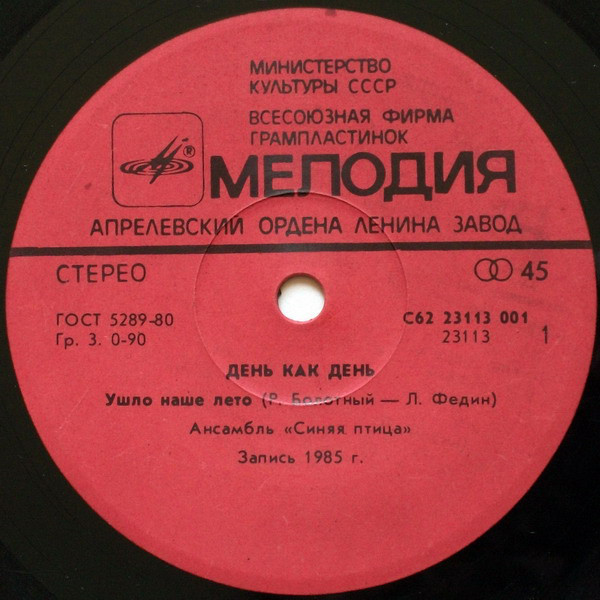 МИНИСТЕРСТВО
КУЛЬТУРЫ СССР
ВСЕСОЮЗНАЯ ФИРМА
ГРАМПЛАСТИНОК
®
МЕЛОДИЯ
АПРЕЛЕВСКИЙ ОРДЕНА ЛЕНИНА ЗАВОД
СТЕРЕО 45
ГОСТ 5289-80 С62 23113 001
Гр. 3. 0-90 23113 1
ДЕНЬ КАК ДЕНЬ
Ушло наше лето (Р. Болотный — Л. Федин)
Ансамбль «Синяя птица»
Запись 1985 г.